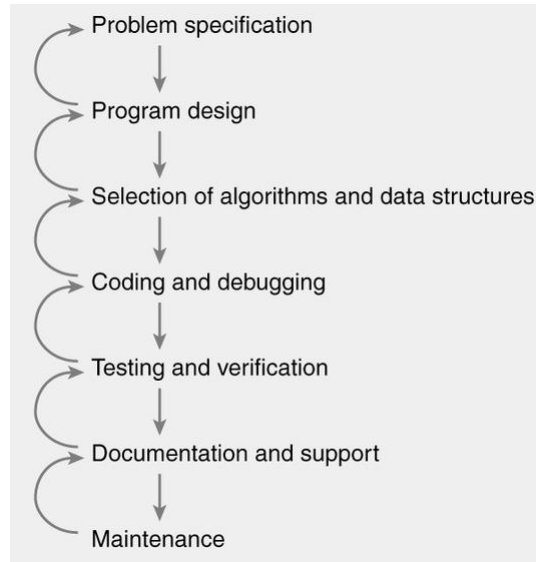 Problem specification
Program design
Selection of algorithms and data structures
Coding and debugging
Testing and verification
Documentation and support
Maintenance